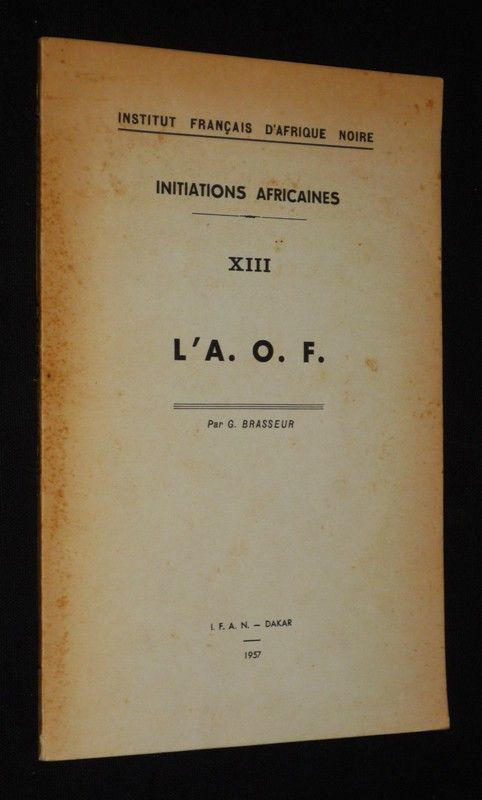 INSTITUT FRANÇAIS D'AFRIQUE NOIRE
INITIATIONS AFRICAINES
XIII
L'A. O. F.
Par G. BRASSEUR
I. F. A. N. – DAKAR
1957